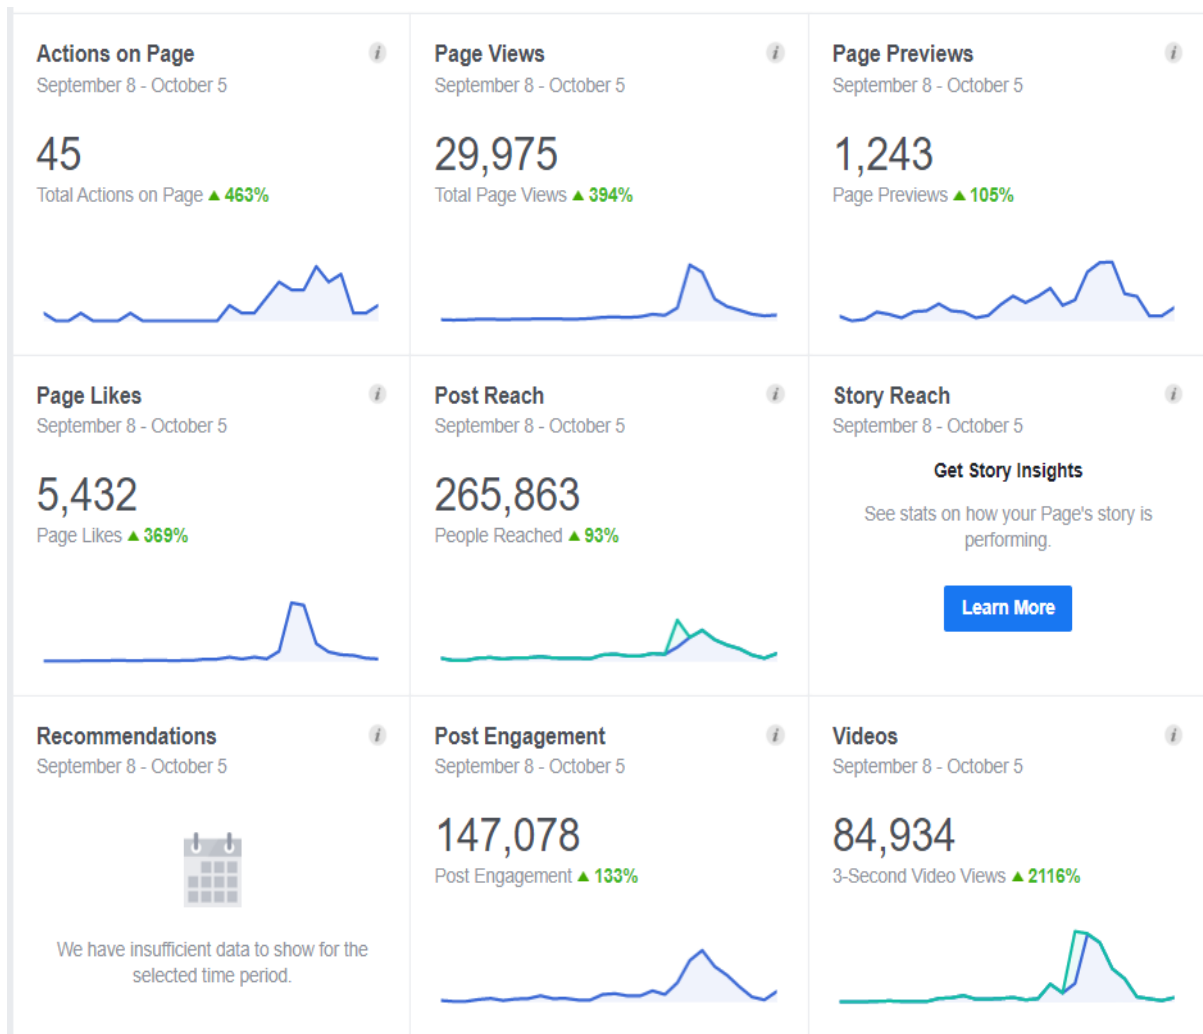 Actions on Page
September 8 - October 5
45
Total Actions on Page ▲ 463%
Page Views
September 8 - October 5
29,975
Total Page Views ▲ 394%
Page Previews
September 8 - October 5
1,243
Page Previews ▲ 105%
Page Likes
September 8 - October 5
5,432
Page Likes ▲ 369%
Post Reach
September 8 - October 5
265,863
People Reached ▲ 93%
Story Reach
September 8 - October 5
Get Story Insights
See stats on how your Page's story is
performing.
Learn More
Recommendations
September 8 - October 5
We have insufficient data to show for the
selected time period.
Post Engagement
September 8 - October 5
147,078
Post Engagement ▲ 133%
Videos
September 8 - October 5
84,934
3-Second Video Views ▲ 2116%